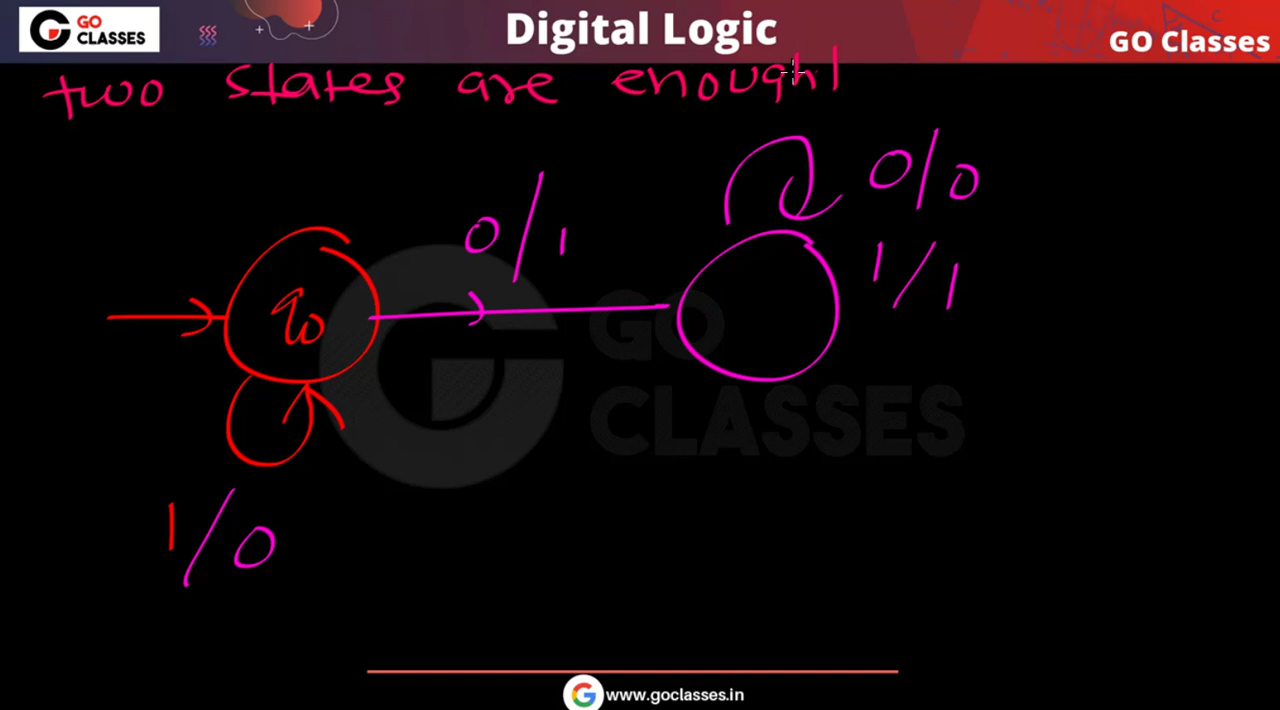 GO
CLASSES
Digital Logic
GO Classes
two states are enough
0/0
0/1
1/1
q0
GO
CLASSES
1/0
www.goclasses.in